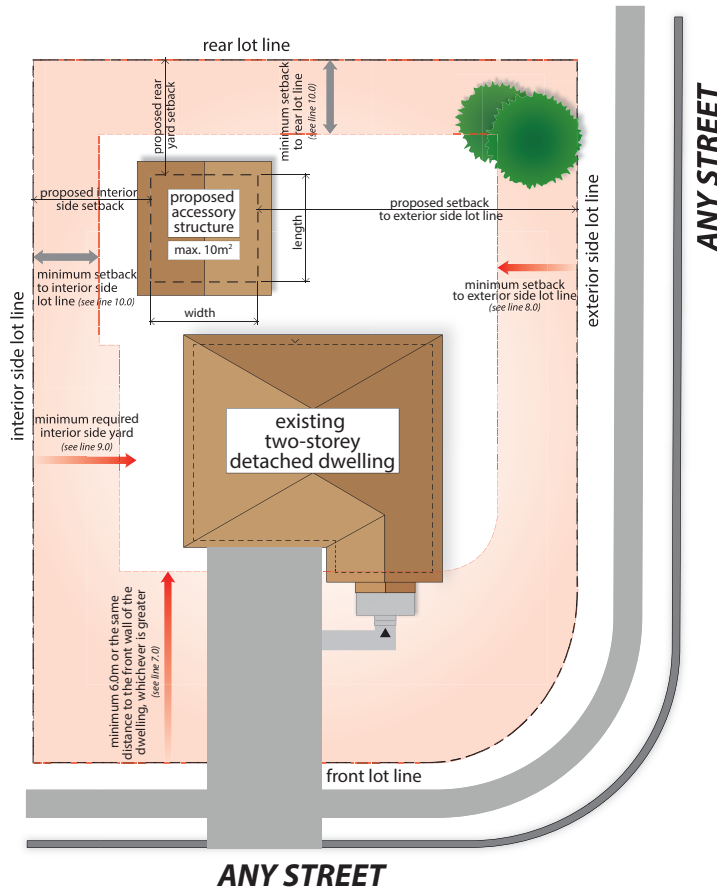 rear lot line
proposed rear
yard setback
minimum setback
to rear lot line
(see line 10.0)
ANY STREET
proposed interior
side setback
proposed
accessory
structure
max. 10m²
length
proposed setback
to exterior side lot line
exterior side lot line
minimum setback
to interior side
lot line (see line 10.0)
minimum setback
to exterior side lot line
(see line 8.0)
width
interior side lot line
minimum required
interior side yard
(see line 9.0)
existing
two-storey
detached dwelling
minimum 6.0m or the same
distance to the front wall of the
dwelling, whichever is greater
(see line 7.0)
front lot line
ANY STREET